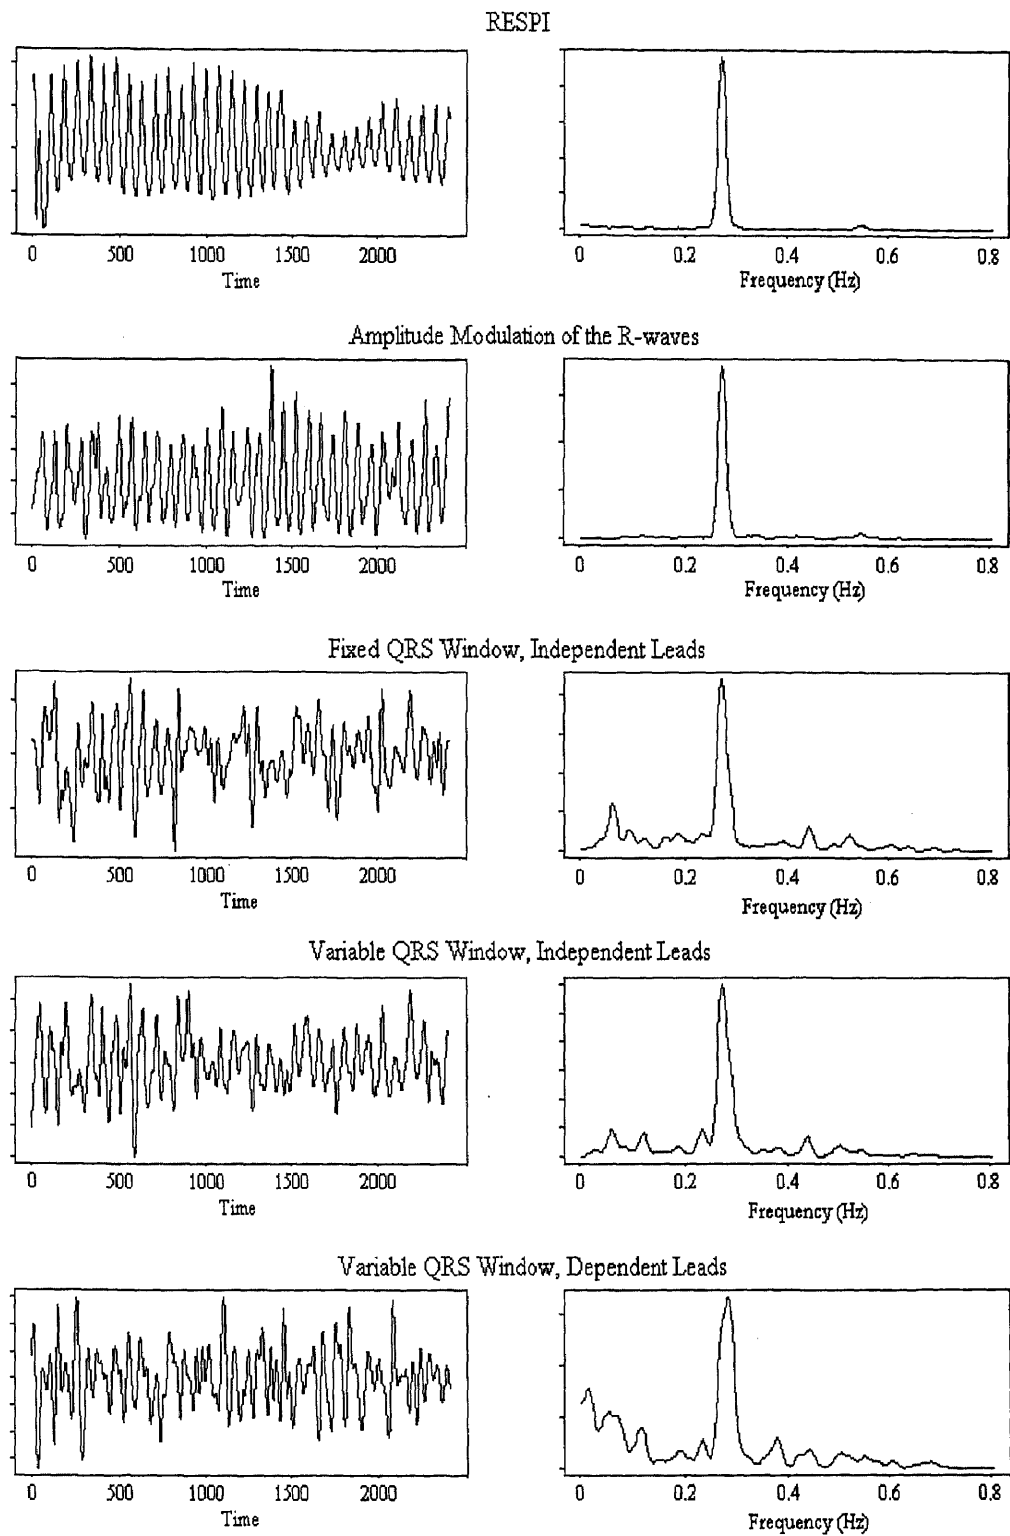 RESPI
0 500 1000 1500 2000
Time
0 0.2 0.4 0.6 0.8
Frequency (Hz)
Amplitude Modulation of the R-waves
0 500 1000 1500 2000
Time
0 0.2 0.4 0.6 0.8
Frequency (Hz)
Fixed QRS Window, Independent Leads
0 500 1000 1500 2000
Time
0 0.2 0.4 0.6 0.8
Frequency (Hz)
Variable QRS Window, Independent Leads
0 500 1000 1500 2000
Time
0 0.2 0.4 0.6 0.8
Frequency (Hz)
Variable QRS Window, Dependent Leads
0 500 1000 1500 2000
Time
0 0.2 0.4 0.6 0.8
Frequency (Hz)